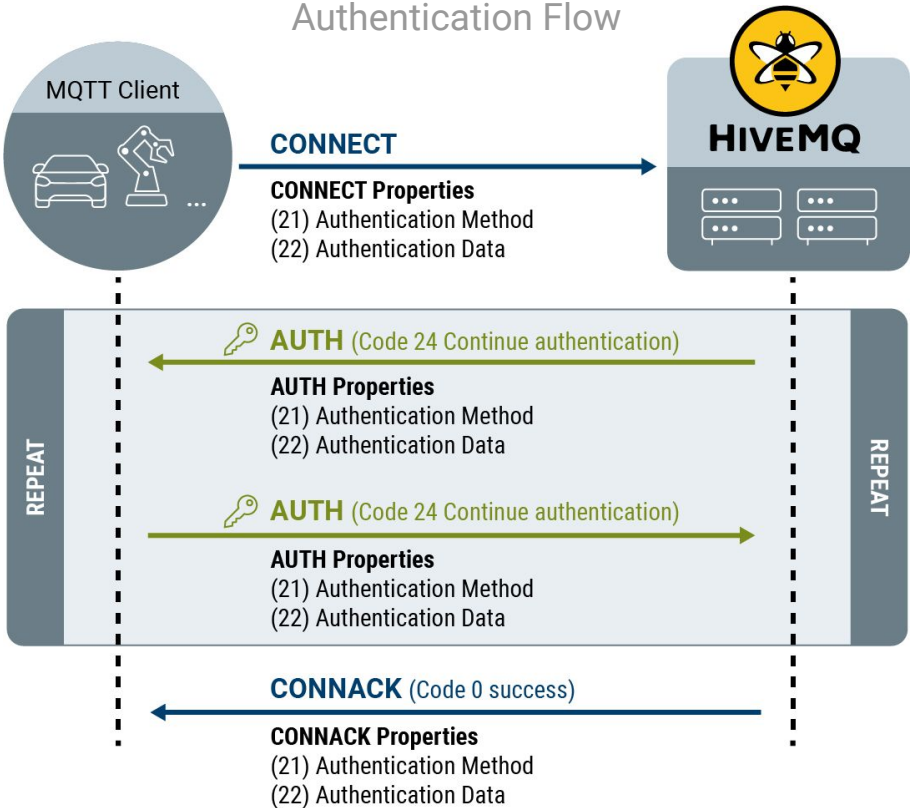 Authentication Flow
MQTT Client
...
HIVEMQ
CONNECT
CONNECT Properties
(21) Authentication Method
(22) Authentication Data
REPEAT
REPEAT
AUTH (Code 24 Continue authentication)
AUTH Properties
(21) Authentication Method
(22) Authentication Data
AUTH (Code 24 Continue authentication)
AUTH Properties
(21) Authentication Method
(22) Authentication Data
CONNACK (Code 0 success)
CONNACK Properties
(21) Authentication Method
(22) Authentication Data